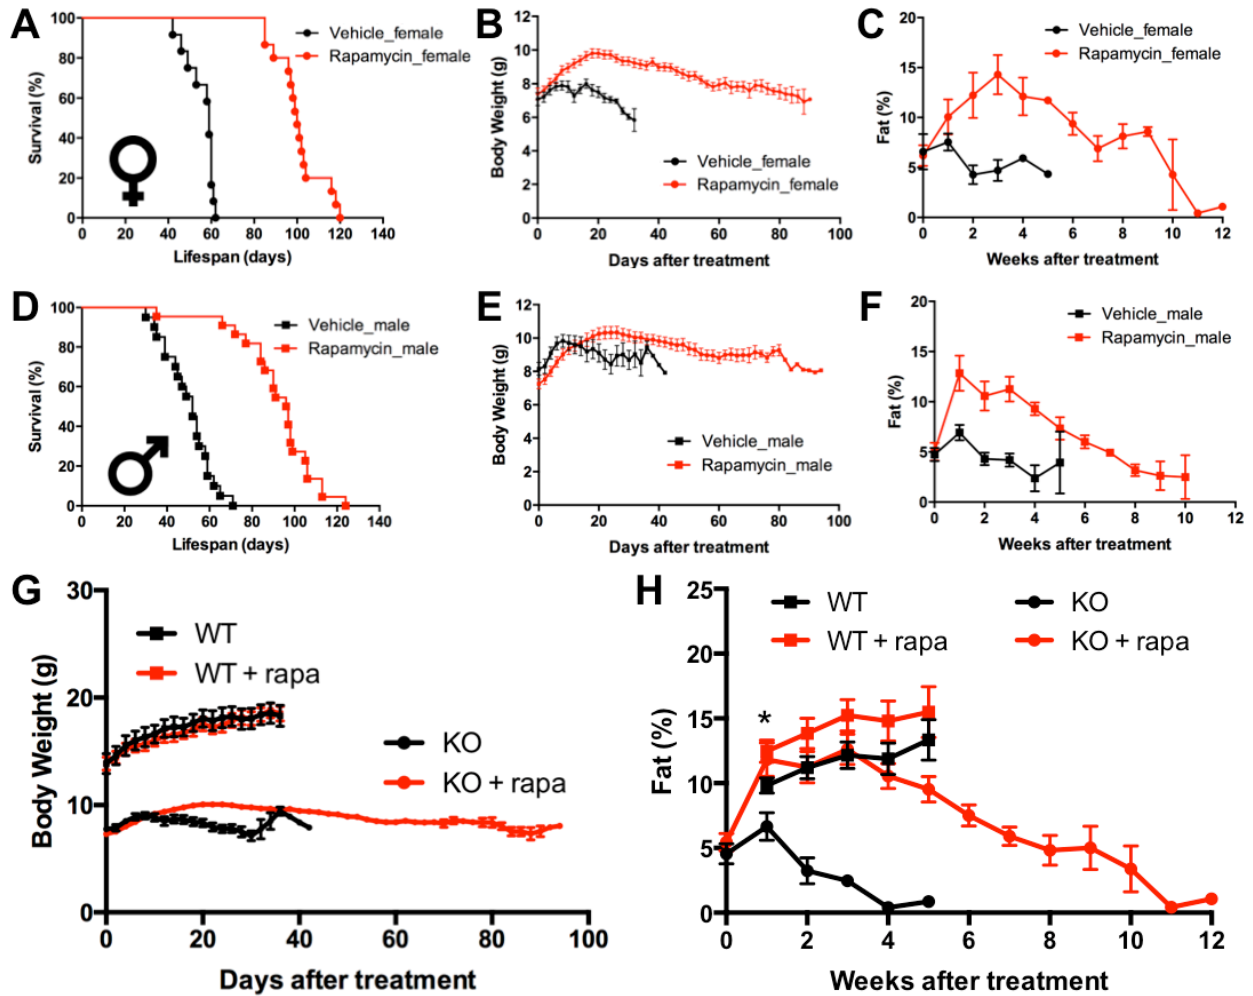 A
Vehicle_female
Rapamycin_female
Survival (%)
100
80
60
40
20
0
0 20 40 60 80 100 120 140
Lifespan (days)
B
Body Weight (g)
12
10
8
6
4
2
0
Vehicle_female
Rapamycin_female
0 20 40 60 80 100
Days after treatment
C
Fat (%)
20
15
10
5
0
Vehicle_female
Rapamycin_female
0 2 4 6 8 10 12
Weeks after treatment
D
Survival (%)
100
80
60
40
20
0
Vehicle_male
Rapamycin_male
0 20 40 60 80 100 120 140
Lifespan (days)
E
Body Weight (g)
12
10
8
6
4
2
0
Vehicle_male
Rapamycin_male
0 20 40 60 80 100
Days after treatment
F
Fat (%)
20
15
10
5
0
Vehicle_male
Rapamycin_male
0 2 4 6 8 10 12
Weeks after treatment
G
Body Weight (g)
30
20
10
0
WT
WT + rapa
KO
KO + rapa
0 20 40 60 80 100
Days after treatment
H
Fat (%)
25
20
15
10
5
0
WT KO
WT + rapa KO + rapa
*
0 2 4 6 8 10 12
Weeks after treatment